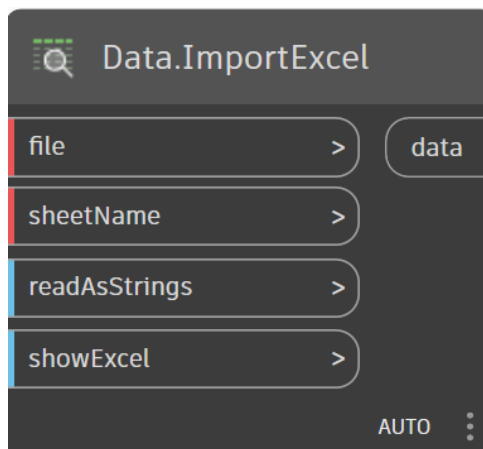 Data.ImportExcel
file > data
sheetName >
readAsStrings >
showExcel >
AUTO